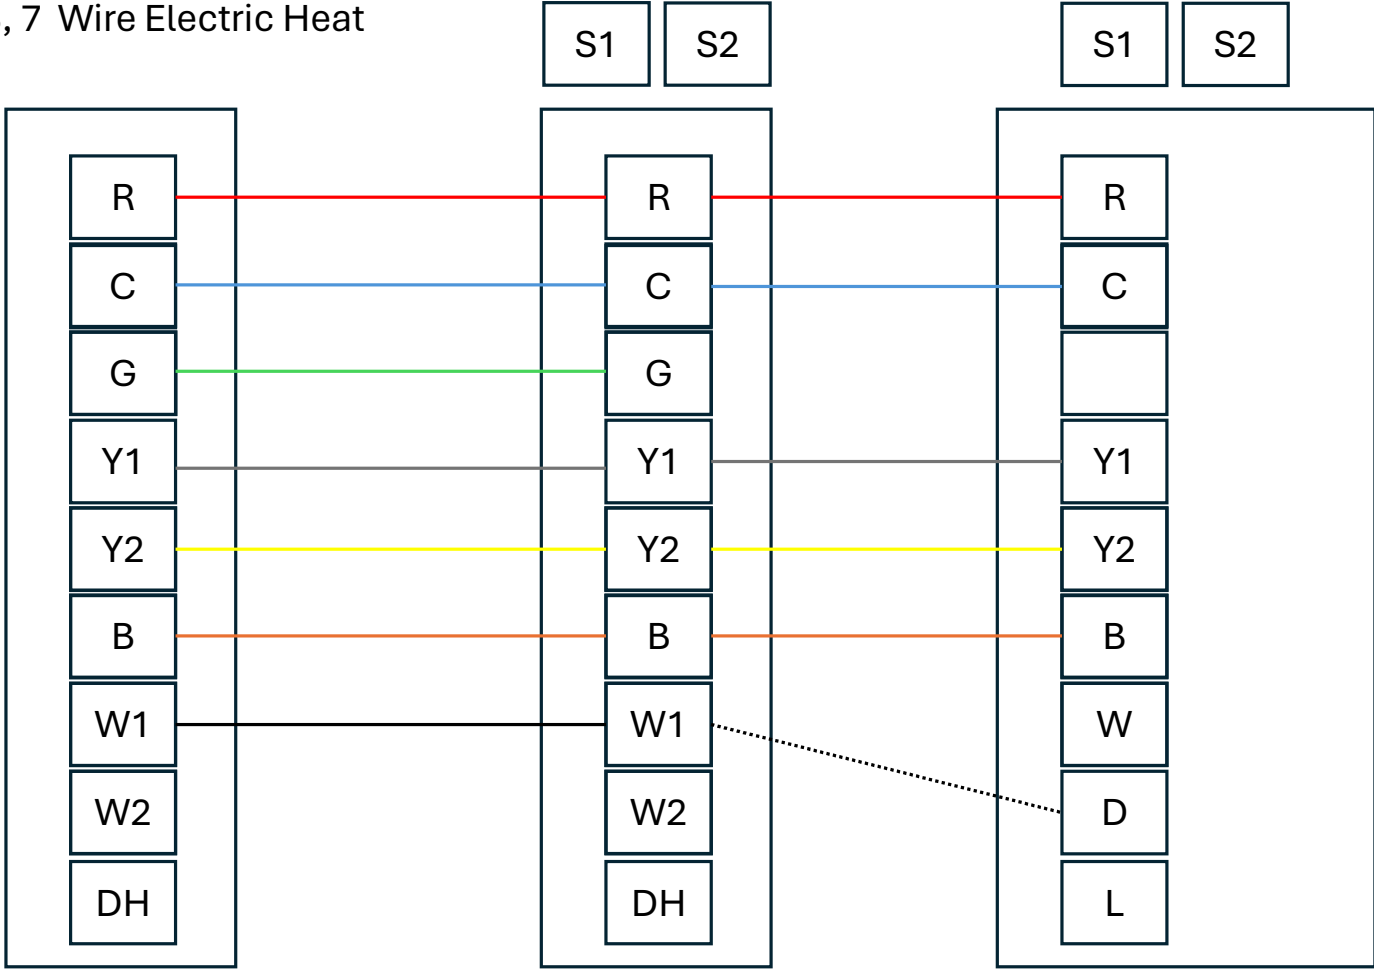 , 7 Wire Electric Heat
S1 S2 S1 S2
R R R
C C C
G G
Y1 Y1 Y1
Y2 Y2 Y2
B B B
W1 W1 W
W2 W2 D
DH DH L